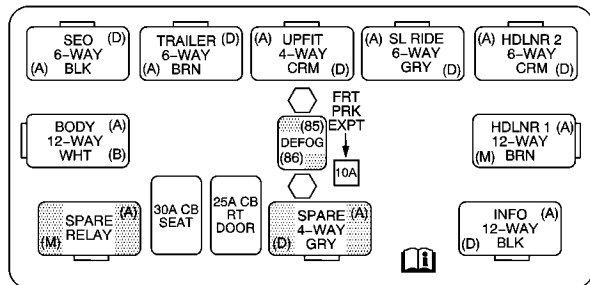 SEO (D)
6-WAY
(A) BLK
TRAILER (D)
6-WAY
(A) BRN
(A) UPFIT
4-WAY
CRM (D)
(A) SL RIDE
6-WAY
GRY (D)
(A) HDLNR 2
6-WAY
CRM (D)
BODY (A)
12-WAY
WHT (B)
(85)
DEFOG
(86)
FRT
PRK
EXPT
10A
HDLNR 1 (A)
12-WAY
(M) BRN
SPARE (A)
(M) RELAY
30A CB
SEAT
25A CB
RT
DOOR
SPARE (A)
4-WAY
(D) GRY
INFO (A)
12-WAY
(D) BLK
i